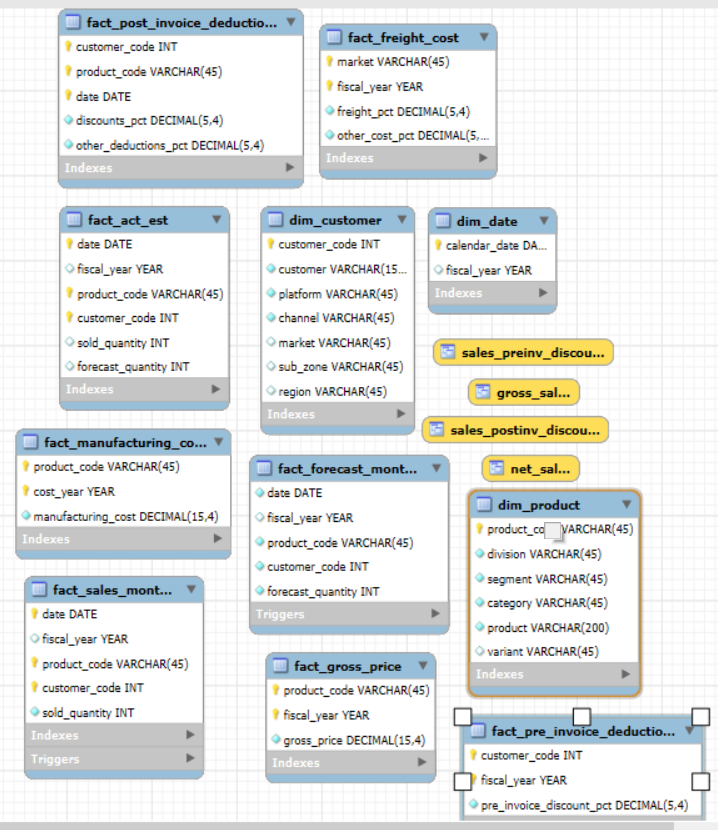 fact_post_invoice_deductio...
customer_code INT
product_code VARCHAR(45)
date DATE
discounts_pct DECIMAL(5,4)
other_deductions_pct DECIMAL(5,4)
Indexes
fact_freight_cost
market VARCHAR(45)
fiscal_year YEAR
freight_pct DECIMAL(5,4)
other_cost_pct DECIMAL(5,...
Indexes
fact_act_est
date DATE
fiscal_year YEAR
product_code VARCHAR(45)
customer_code INT
sold_quantity INT
forecast_quantity INT
Indexes
dim_customer
customer_code INT
customer VARCHAR(15...
platform VARCHAR(45)
channel VARCHAR(45)
market VARCHAR(45)
sub_zone VARCHAR(45)
region VARCHAR(45)
Indexes
dim_date
calendar_date DA...
fiscal_year YEAR
Indexes
sales_preinv_discou...
gross_sal...
sales_postinv_discou...
net_sal...
fact_manufacturing_co...
product_code VARCHAR(45)
cost_year YEAR
manufacturing_cost DECIMAL(15,4)
Indexes
fact_forecast_mont...
date DATE
fiscal_year YEAR
product_code VARCHAR(45)
customer_code INT
forecast_quantity INT
Triggers
dim_product
VARCHAR(45)
division VARCHAR(45)
segment VARCHAR(45)
category VARCHAR(45)
product VARCHAR(200)
variant VARCHAR(45)
Indexes
fact_sales_mont...
date DATE
fiscal_year YEAR
product_code VARCHAR(45)
customer_code INT
sold_quantity INT
Indexes
Triggers
fact_gross_price
product_code VARCHAR(45)
fiscal_year YEAR
gross_price DECIMAL(15,4)
Indexes
fact_pre_invoice_deductio...
customer_code INT
fiscal_year YEAR
pre_invoice_discount_pct DECIMAL(5,4)